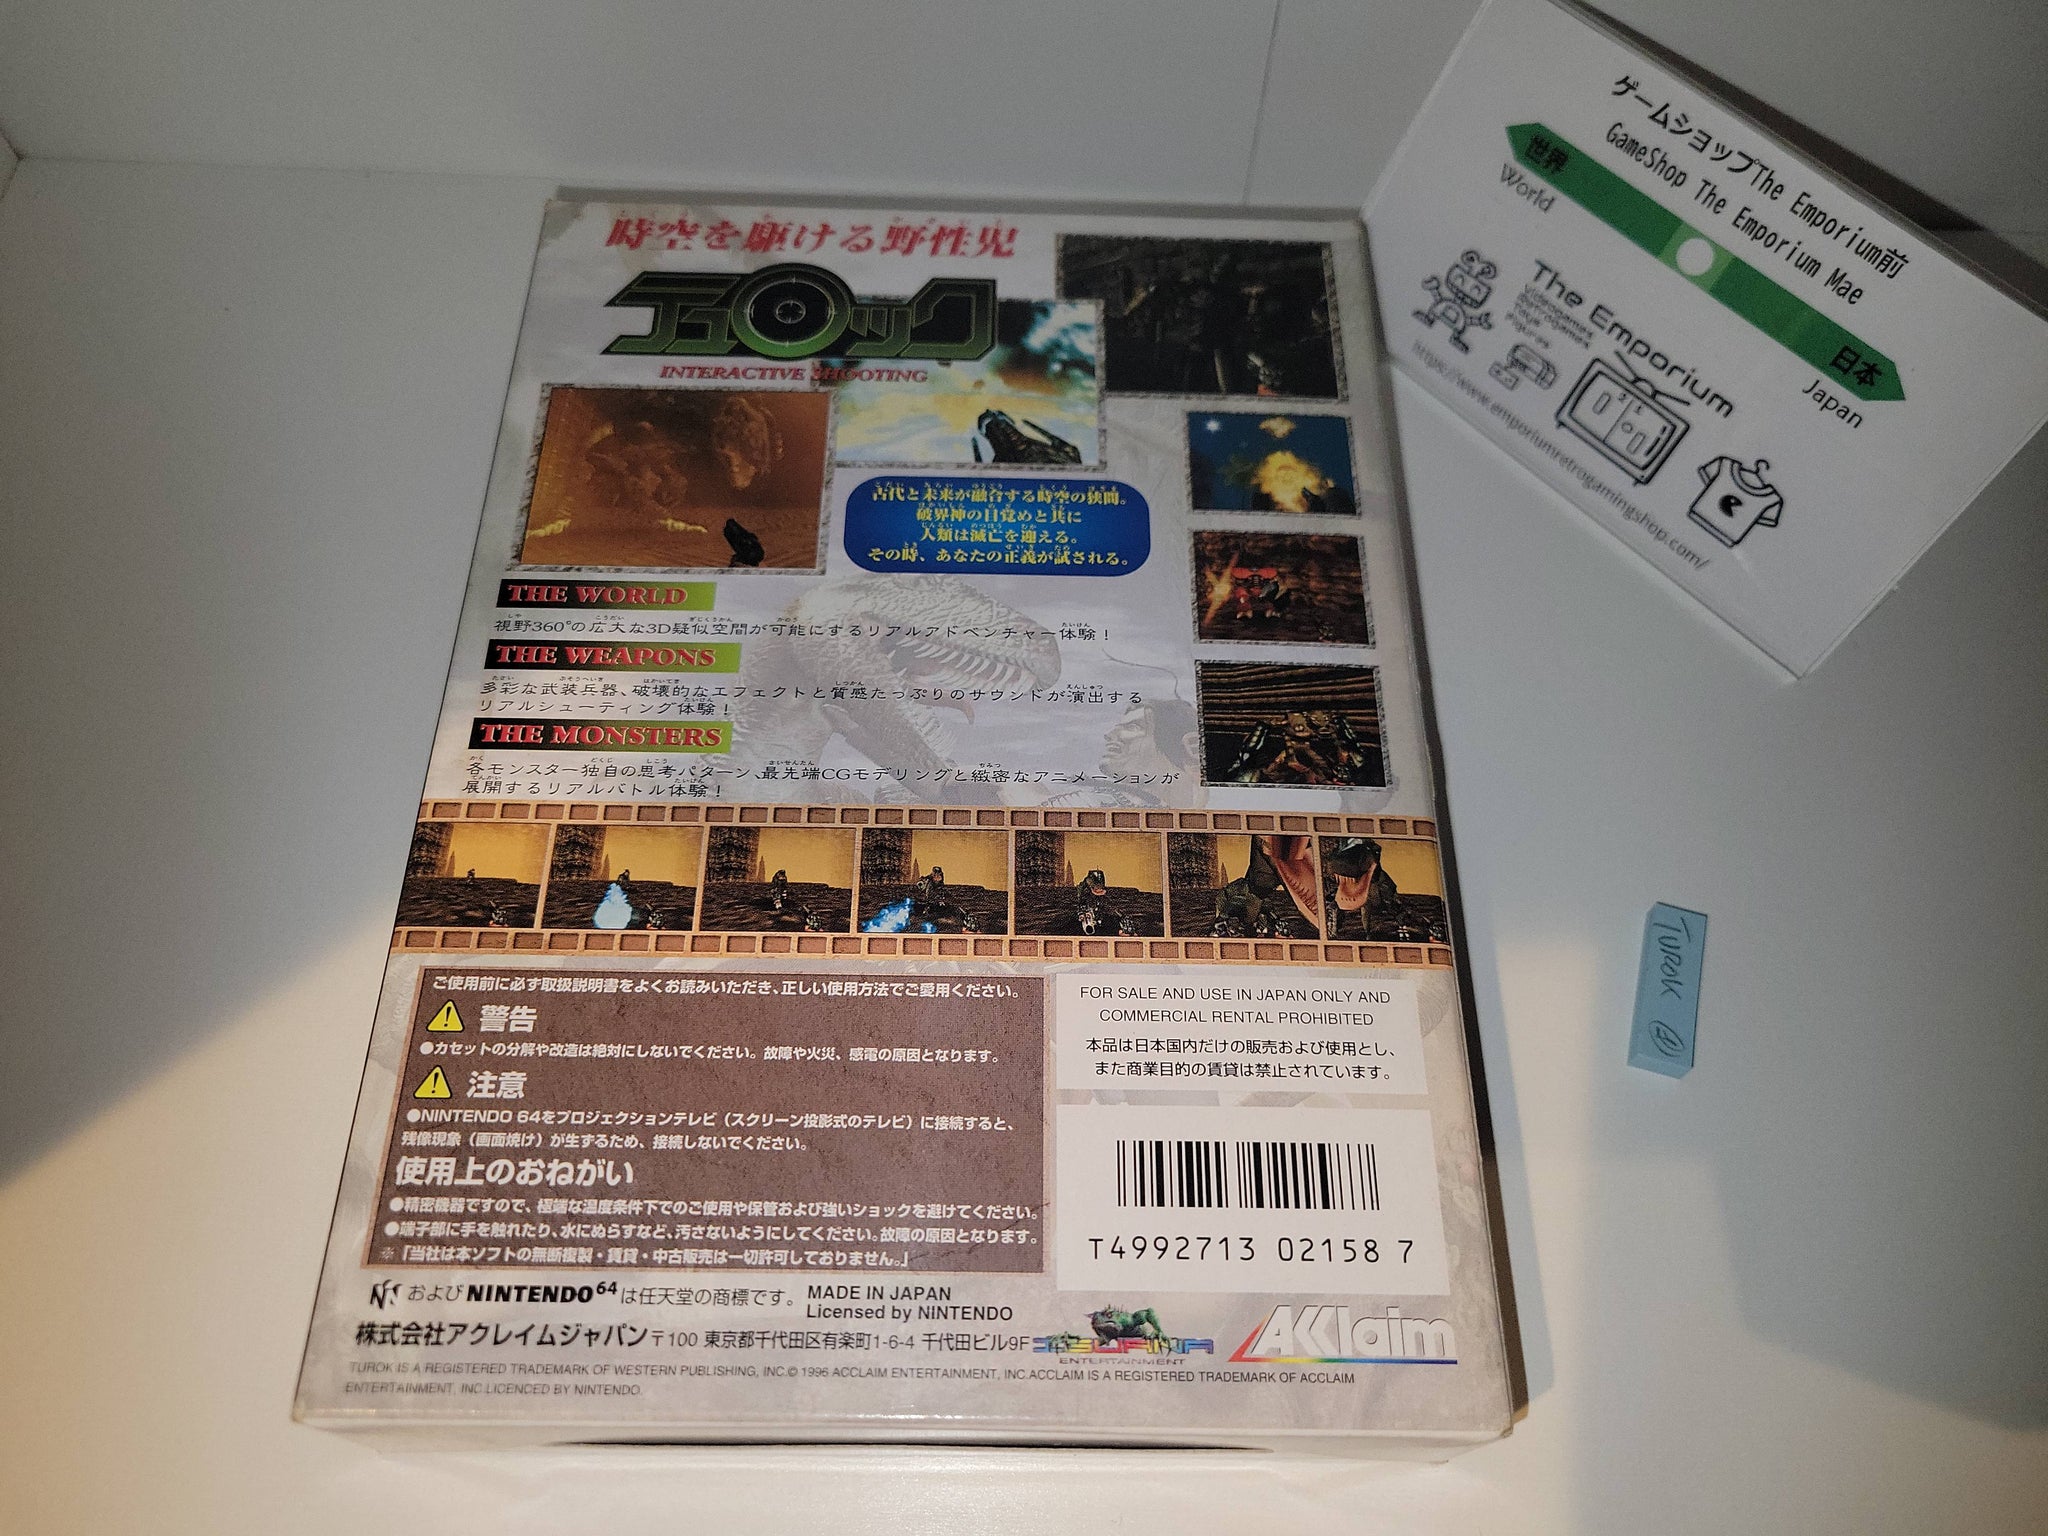 時空を駆ける野性児
テュロック
INTERACTIVE SHOOTING
古代と未来が融合する時空の狭間。
破界神の目覚めと共に
人類は滅亡を迎える。
その時、あなたの正義が試される。
THE WORLD
視野360°の広大な3D疑似空間が可能にするリアルアドベンチャー体験!
THE WEAPONS
多彩な武装兵器、破壊的なエフェクトと質感たっぷりのサウンドが演出する
リアルシューティング体験!
THE MONSTERS
各モンスター独自の思考パターン、最先端CGモデリングと緻密なアニメーションが
展開するリアルバトル体験!
ご使用前に必ず取扱説明書をよくお読みいただき、正しい使用方法でご愛用ください。
警告
●カセットの分解や改造は絶対にしないでください。故障や火災、感電の原因となります。
注意
●NINTENDO 64をプロジェクションテレビ(スクリーン投影式のテレビ)に接続すると、
残像現象(画面焼け)が生ずるため、接続しないでください。
使用上のおねがい
●精密機器ですので、極端な温度条件下でのご使用や保管および強いショックを避けてください。
●端子部に手を触れたり、水にぬらすなど、汚さないようにしてください。故障の原因となります。
※「当社は本ソフトの無断複製・賃貸・中古販売は一切許可しておりません。」
FOR SALE AND USE IN JAPAN ONLY AND
COMMERCIAL RENTAL PROHIBITED
本品は日本国内だけの販売および使用とし、
また商業目的の賃貸は禁止されています。
T4992713 02158 7
および NINTENDO 64 は任天堂の商標です。
MADE IN JAPAN
Licensed by NINTENDO
株式会社アクレイムジャパン 〒100 東京都千代田区有楽町1-6-4 千代田ビル9F
IGUANA
ENTERTAINMENT
AKKlaim
TUROK IS A REGISTERED TRADEMARK OF WESTERN PUBLISHING, INC.© 1996 ACCLAIM ENTERTAINMENT, INC.ACCLAIM IS A REGISTERED TRADEMARK OF ACCLAIM
ENTERTAINMENT, INC.LICENCED BY NINTENDO.
ゲームショップThe Emporium前
GameShop The Emporium Mae
世界
World
日本
Japan
The Emporium
Videogames
Retrogames
Toys
Figures
https://www.emporiumretrogamingshop.com/
TUROK